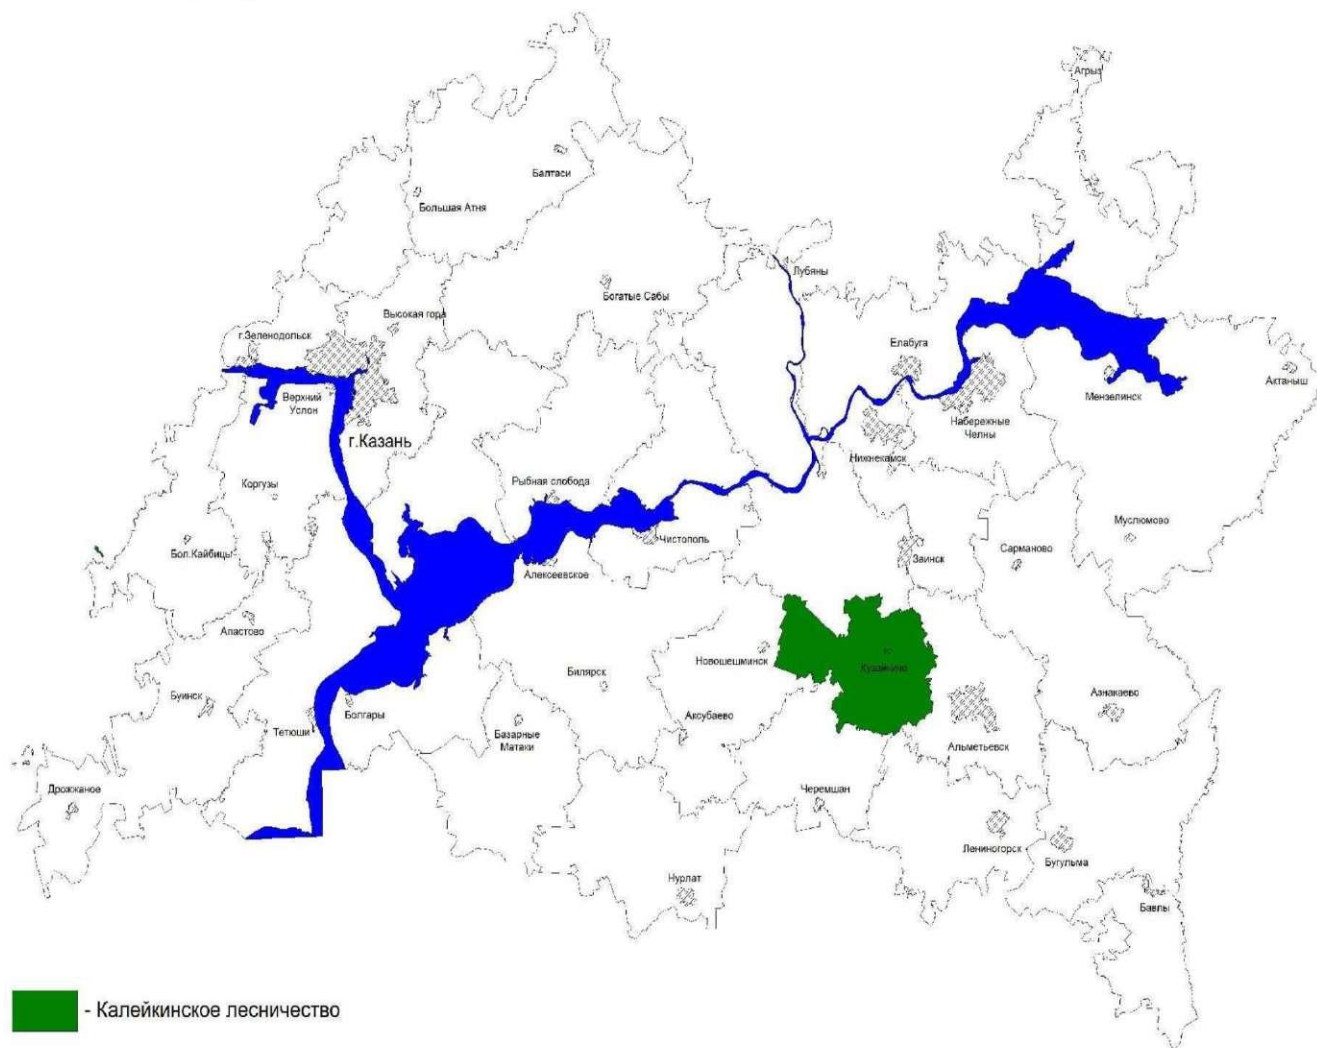 Агрыз
Балтаси
Большая Атня
Лубяны
Богатые Сабы
Высокая гора
г.Зеленодольск
Елабуга
Актаныш
Мензелинск
Верхний
Услон
Набережные
Челны
г.Казань
Нижнекамск
Рыбная слобода
Коргузы
Муслюмово
Чистополь
Сарманово
Бол.Кайбицы
Заинск
Алексеевское
Апастово
Новошешминск
Кузайкино
Билярск
Буинск
Азнакаево
Болгары
Аксубаево
Тетюши
Базарные
Матаки
Альметьевск
Дрожжаное
Черемшан
Лениногорск
Бугульма
Нурлат
Бавлы
- Калейкинское лесничество